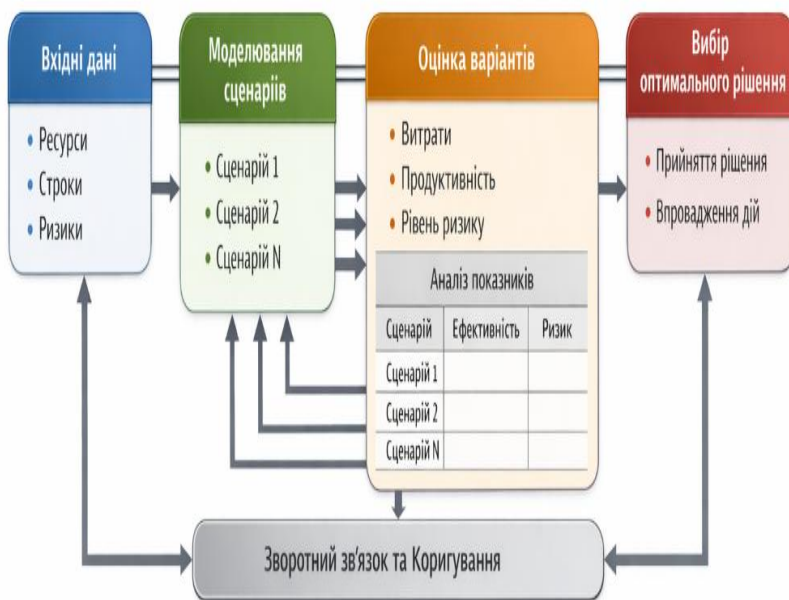 Вхідні дані
• Ресурси
• Строки
• Ризики
Моделювання
сценаріїв
• Сценарій 1
• Сценарій 2
• Сценарій N
Оцінка варіантів
• Витрати
• Продуктивність
• Рівень ризику
Аналіз показників
Сценарій Ефективність Ризик
Сценарій 1
Сценарій 2
Сценарій N
Вибір
оптимального рішення
• Прийняття рішення
• Впровадження дій
Зворотний зв'язок та Коригування